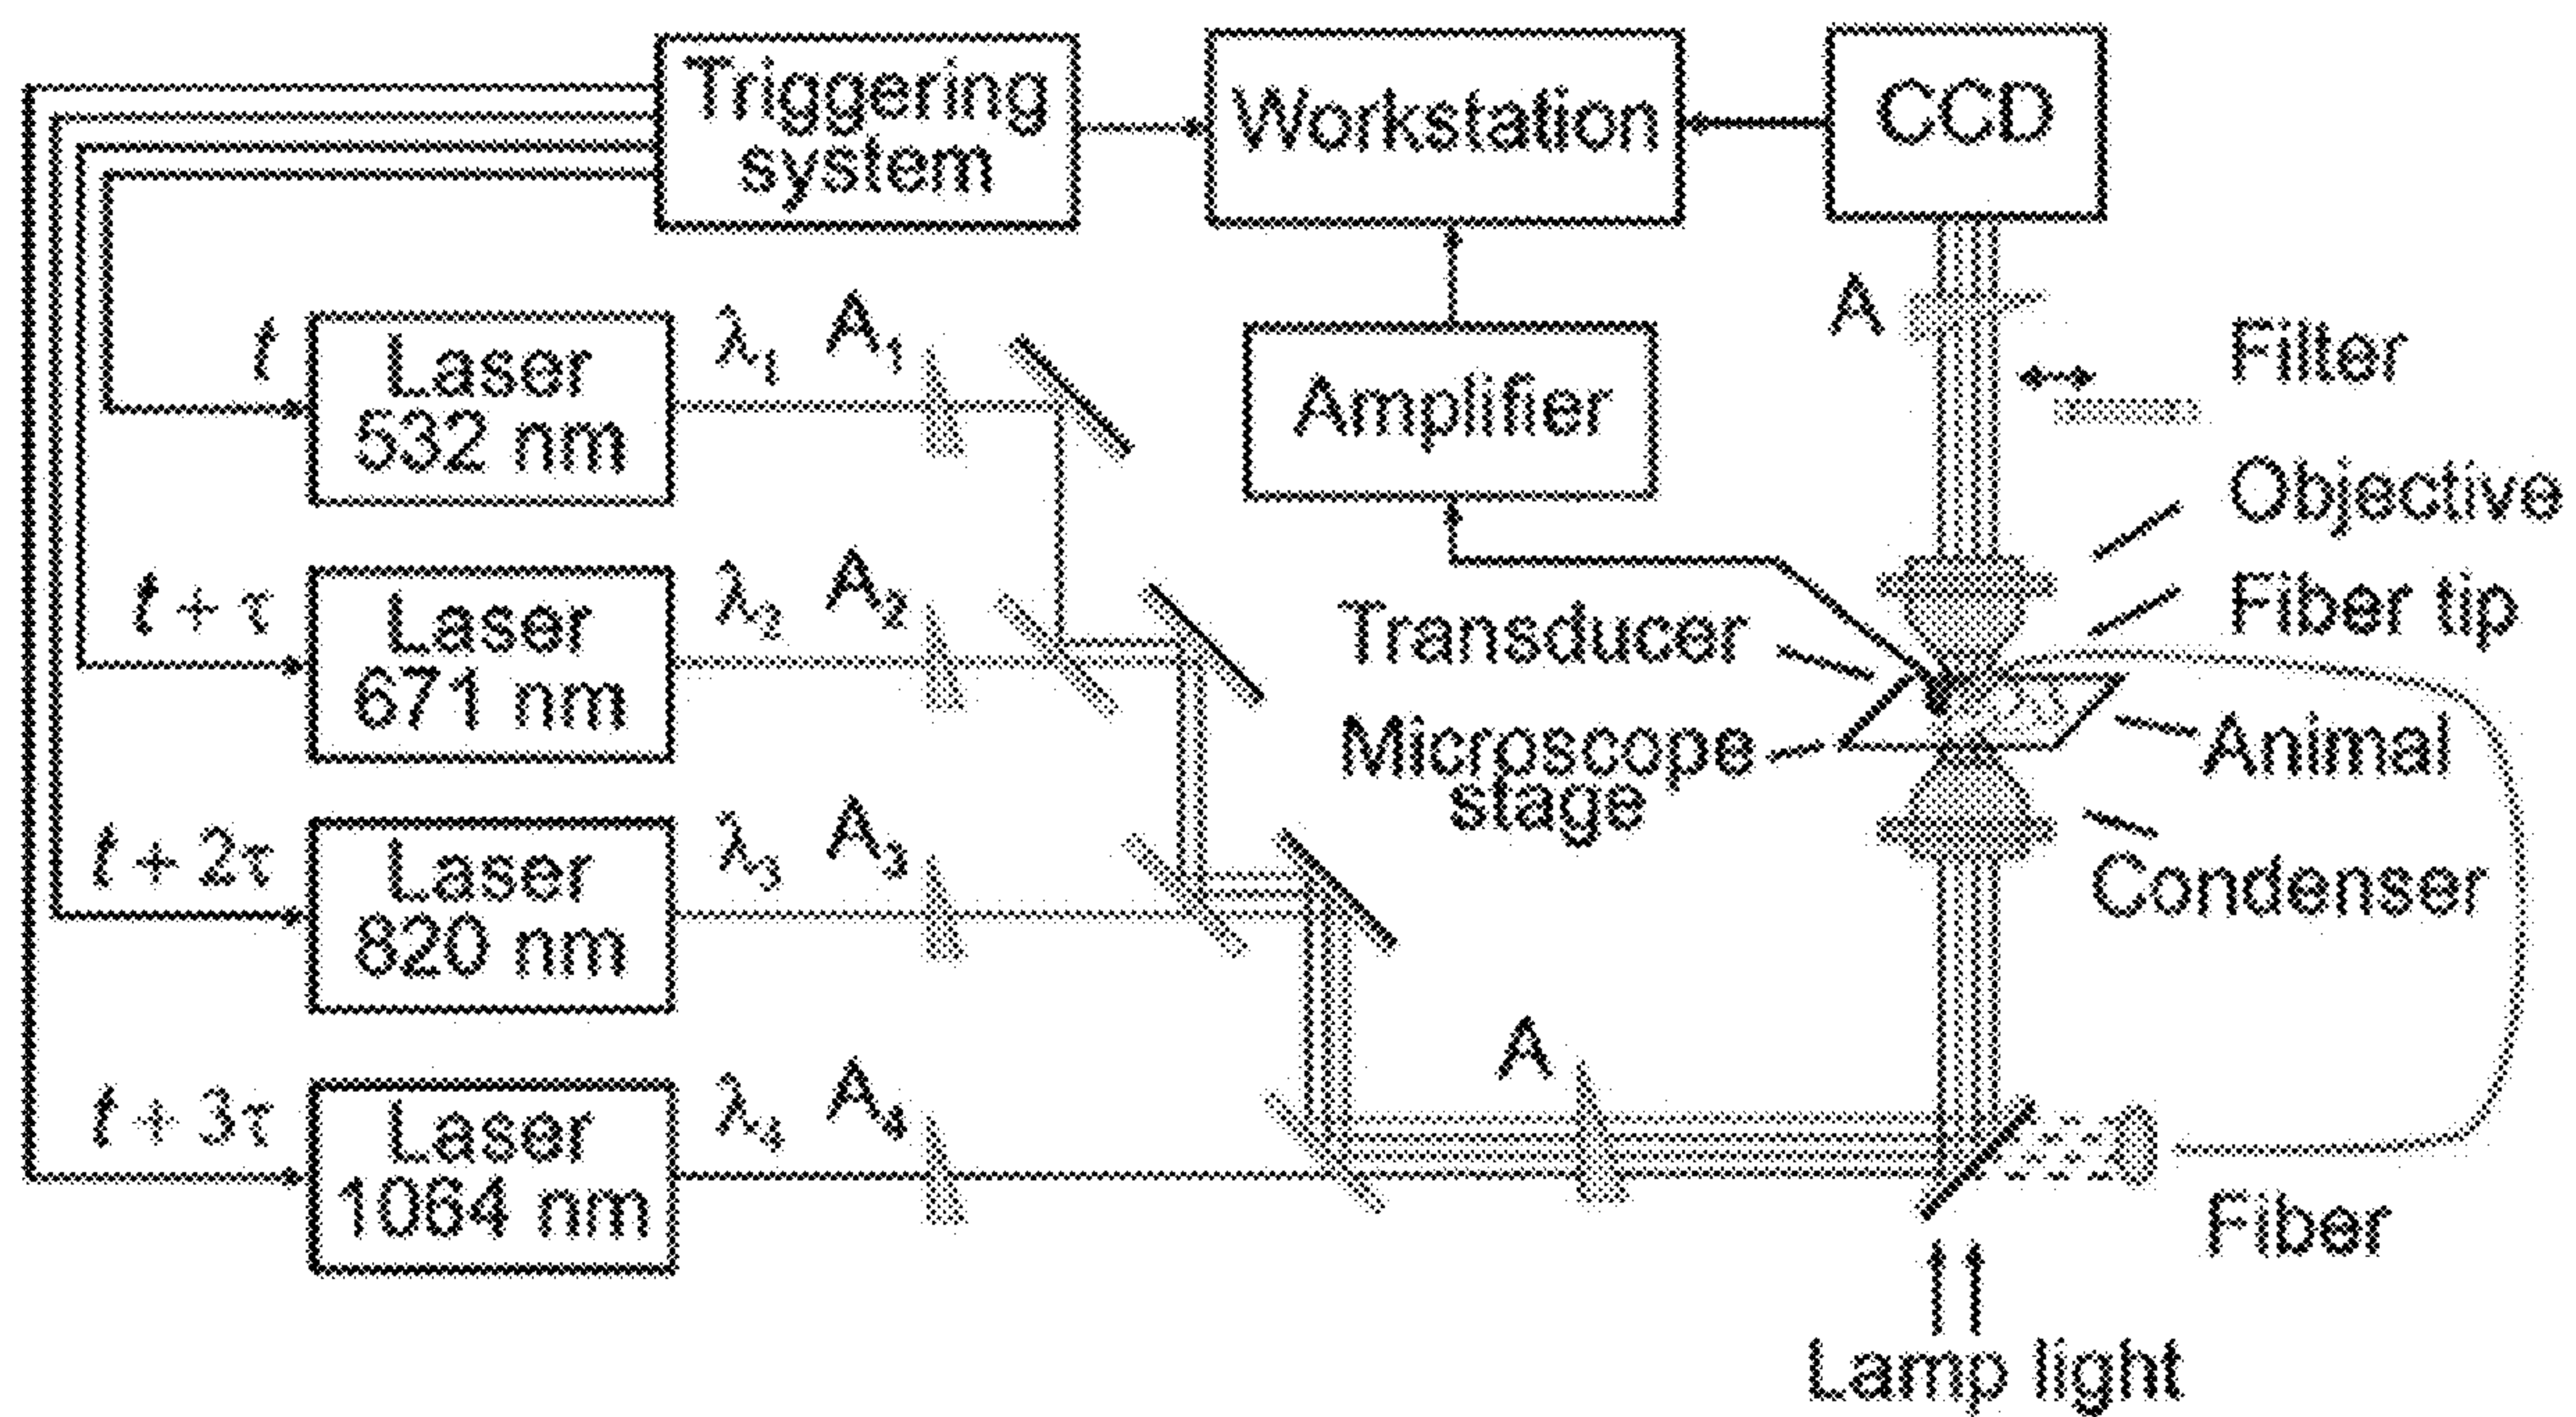 Triggering
system
Workstation
CCD
t
Laser
532 nm
λ1 A1
A
Filter
Amplifier
Objective
t + τ
Laser
671 nm
λ2 A2
Transducer
Fiber tip
Microscope
stage
Animal
t + 2τ
Laser
820 nm
λ3 A3
Condenser
t + 3τ
Laser
1064 nm
λ4 A4
A
Fiber
Lamp light